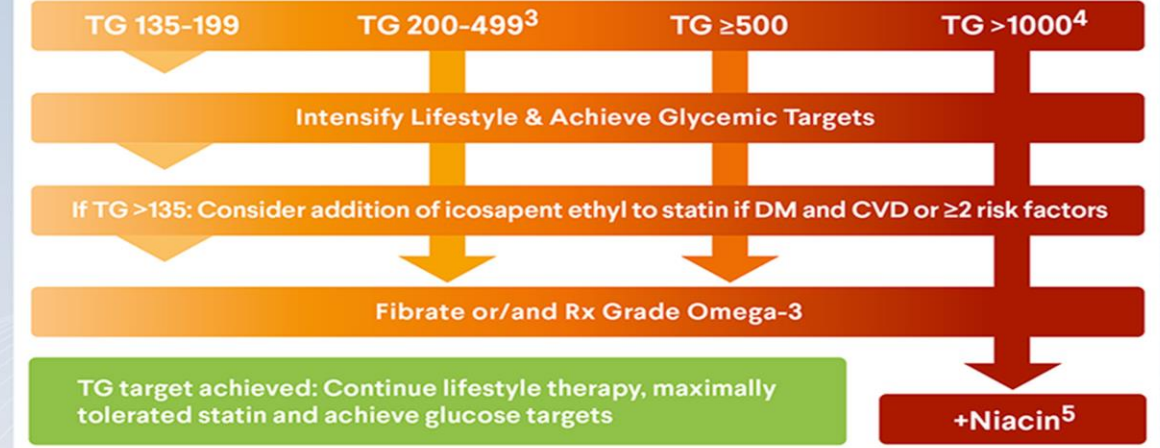 TG 135-199
TG 200-499³
TG ≥500
TG >1000⁴
Intensify Lifestyle & Achieve Glycemic Targets
If TG >135: Consider addition of icosapent ethyl to statin if DM and CVD or ≥2 risk factors
Fibrate or/and Rx Grade Omega-3
TG target achieved: Continue lifestyle therapy, maximally
tolerated statin and achieve glucose targets
+Niacin⁵